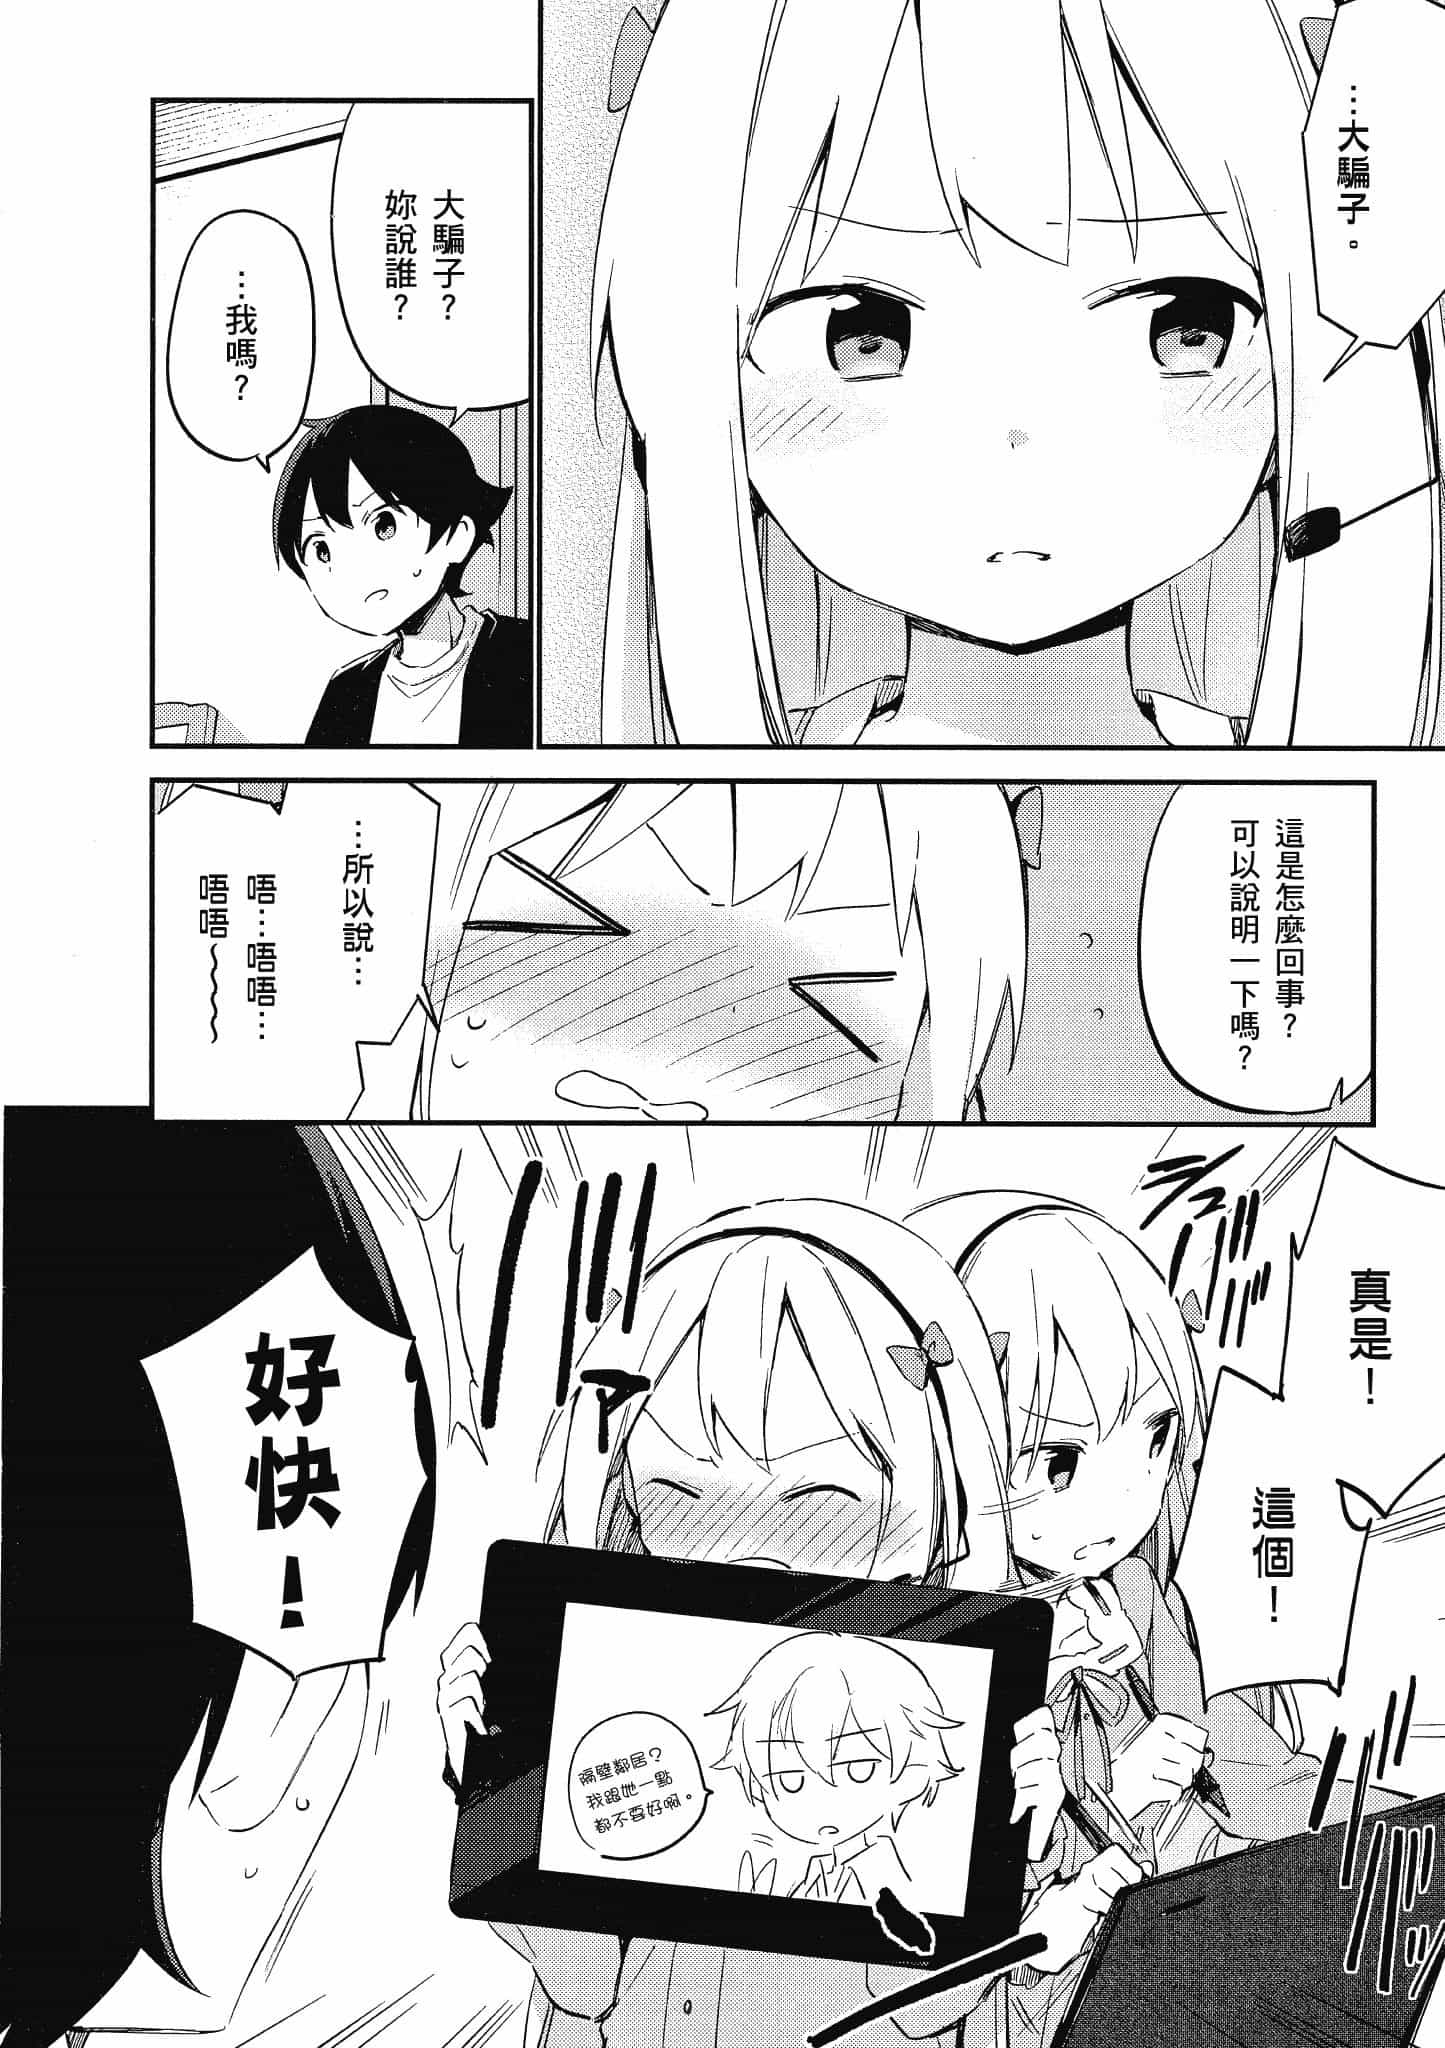 …大騙子。
大騙子？
妳說誰？
…我嗎？
這是怎麼回事？
可以說明一下嗎？
…所以說…
唔…唔唔…
唔唔～～～
真是！
這個！
好快！
隔壁鄰居？
我跟她一點
都不要好啊。